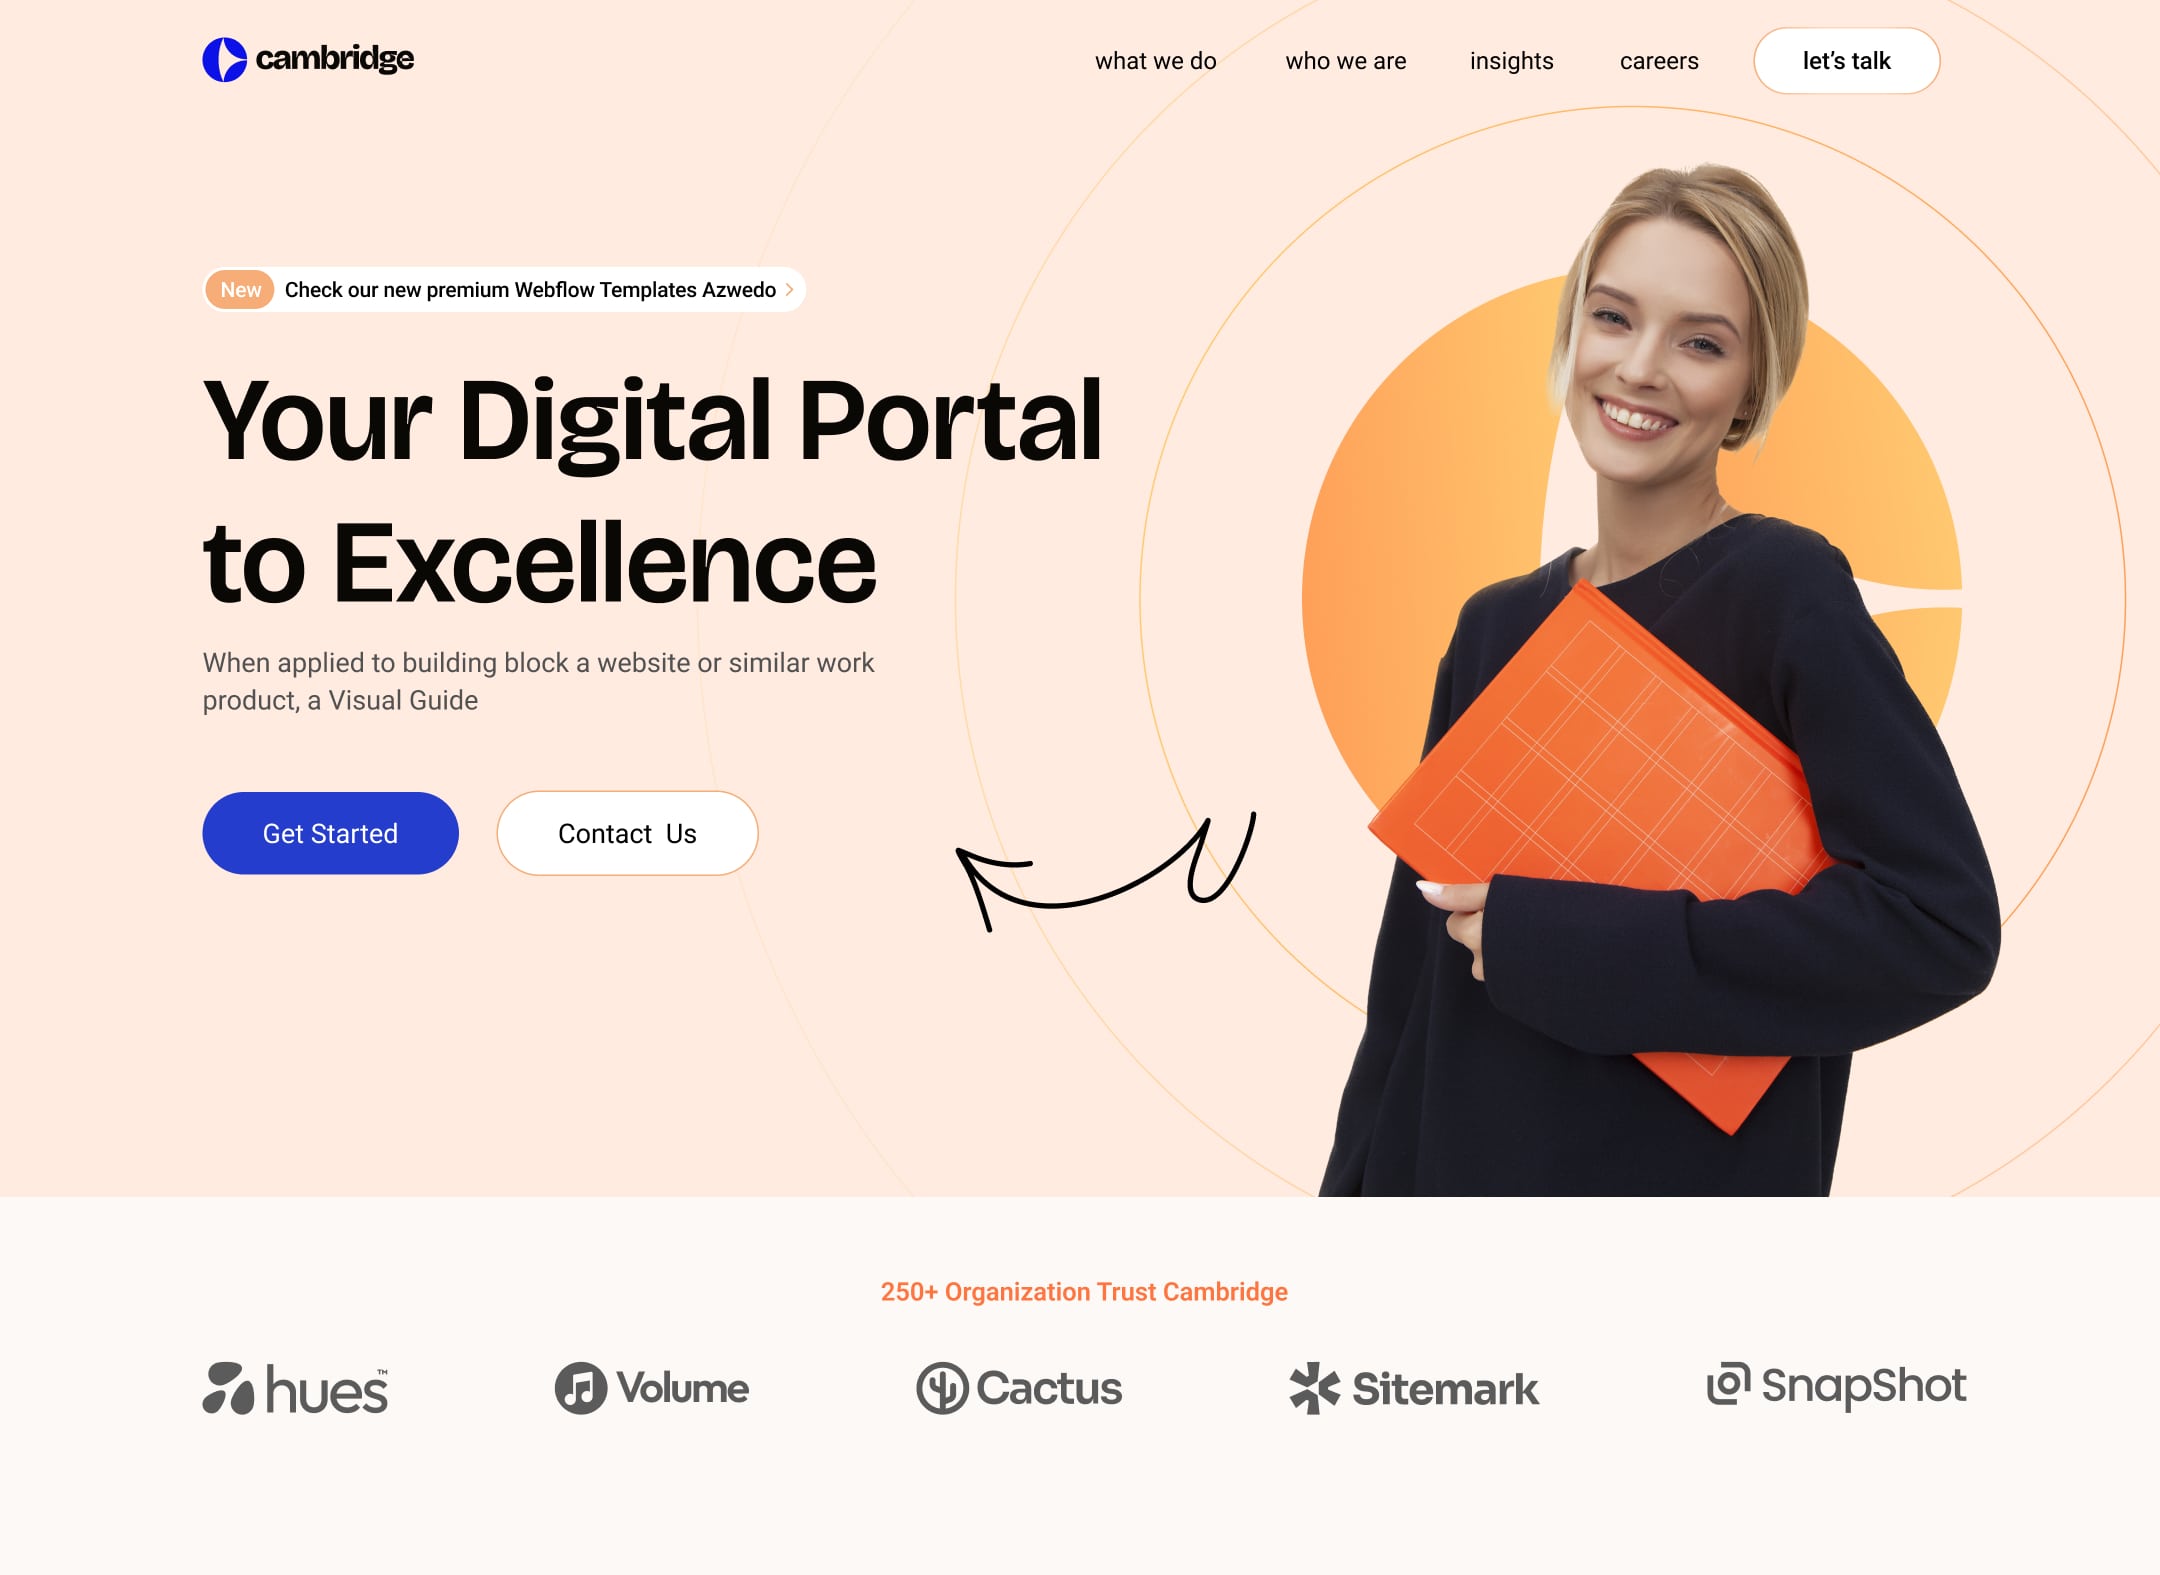 cambridge
what we do
who we are
insights
careers
let’s talk
New
Check our new premium Webflow Templates Azwedo
Your Digital Portal
to Excellence
When applied to building block a website or similar work
product, a Visual Guide
Get Started
Contact Us
250+ Organization Trust Cambridge
hues™
Volume
Cactus
Sitemark
SnapShot